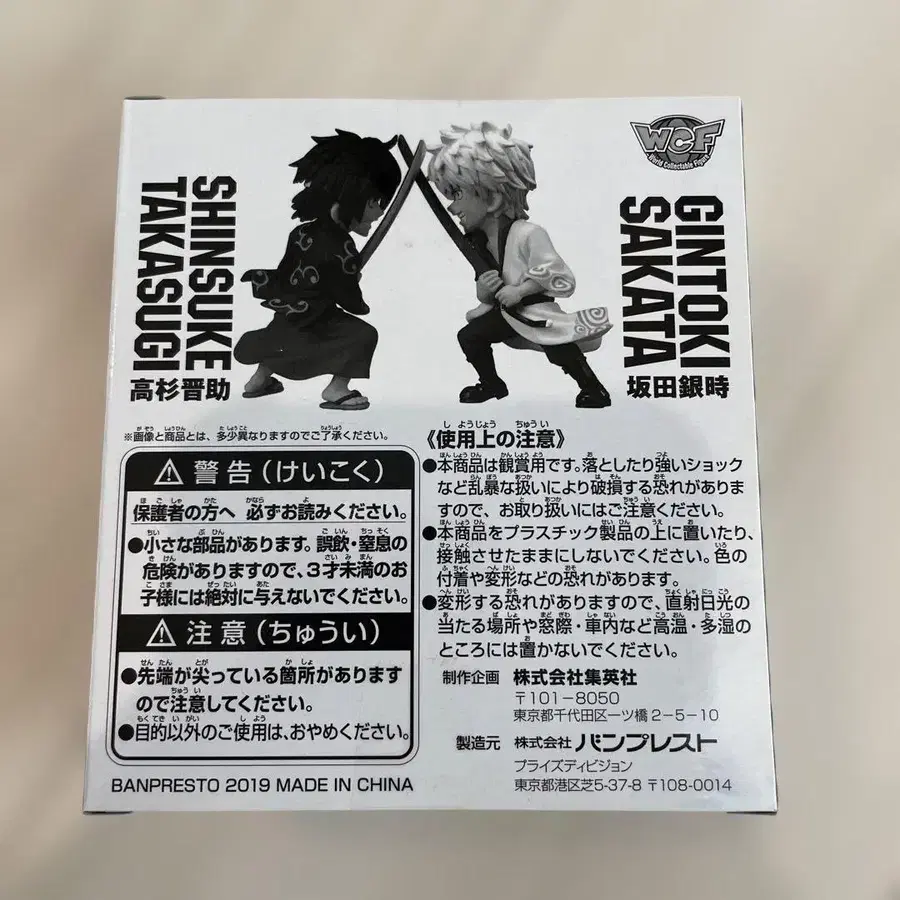 WCF
World Collectable Figure
SHINSUKE
TAKASUGI
高杉晋助
GINTOKI
SAKATA
坂田銀時
※画像と商品とは、多少異なりますのでご了承ください。
⚠ 警告(けいこく)
保護者の方へ 必ずお読みください。
●小さな部品があります。誤飲・窒息の
危険がありますので、3才未満のお
子様には絶対に与えないでください。
⚠ 注意(ちゅうい)
●先端が尖っている箇所があります
ので注意してください。
●目的以外のご使用は、おやめください。
BANPRESTO 2019 MADE IN CHINA
《使用上の注意》
●本商品は観賞用です。落としたり強いショック
など乱暴な扱いにより破損する恐れがありま
すので、お取り扱いにはご注意ください。
●本商品をプラスチック製品の上に置いたり、
接触させたままにしないでください。色の
付着や変形などの恐れがあります。
●変形する恐れがありますので、直射日光の
当たる場所や窓際・車内など高温・多湿の
ところには置かないでください。
制作企画 株式会社集英社
〒101-8050
東京都千代田区一ツ橋2-5-10
製造元 株式会社 バンプレスト
プライズディビジョン
東京都港区芝5-37-8 〒108-0014